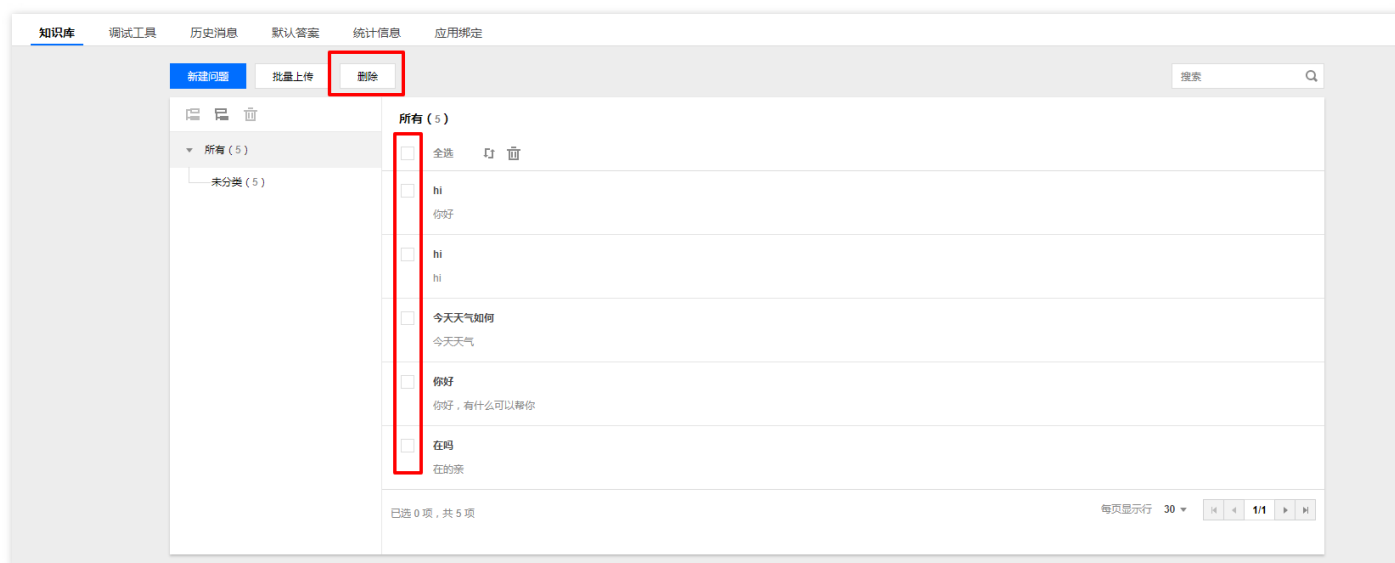 知识库 调试工具 历史消息 默认答案 统计信息 应用绑定
新建问题 批量上传 删除 搜索
所有 ( 5 )
未分类 ( 5 )
所有 ( 5 )
全选
hi
你好
hi
hi
今天天气如何
今天天气
你好
你好，有什么可以帮你
在吗
在的亲
已选 0 项，共 5 项 每页显示行 30 1/1